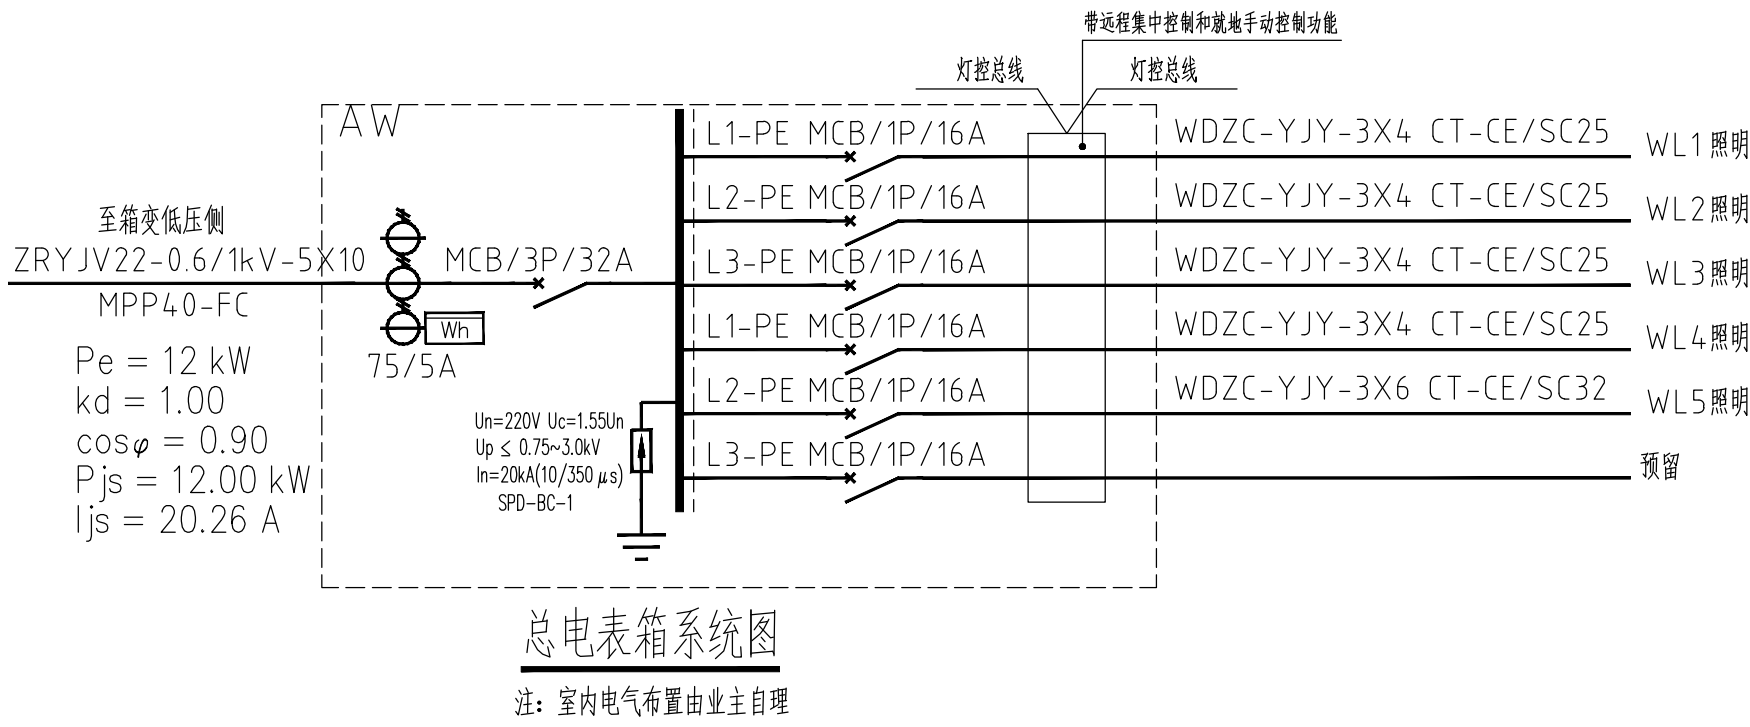 带远程集中控制和就地手动控制功能
灯控总线
灯控总线
AW
L1-PE MCB/1P/16A
WDZC-YJY-3X4 CT-CE/SC25
WL1照明
L2-PE MCB/1P/16A
WDZC-YJY-3X4 CT-CE/SC25
WL2照明
至箱变低压侧
ZRYJV22-0.6/1kV-5X10
MPP40-FC
MCB/3P/32A
L3-PE MCB/1P/16A
WDZC-YJY-3X4 CT-CE/SC25
WL3照明
Wh
75/5A
L1-PE MCB/1P/16A
WDZC-YJY-3X4 CT-CE/SC25
WL4照明
Pe = 12 kW
kd = 1.00
cosφ = 0.90
Pjs = 12.00 kW
Ijs = 20.26 A
L2-PE MCB/1P/16A
WDZC-YJY-3X6 CT-CE/SC32
WL5照明
Un=220V Uc=1.55Un
Up ≤ 0.75~3.0kV
In=20kA(10/350μs)
SPD-BC-1
L3-PE MCB/1P/16A
预留
总电表箱系统图
注：室内电气布置由业主自理